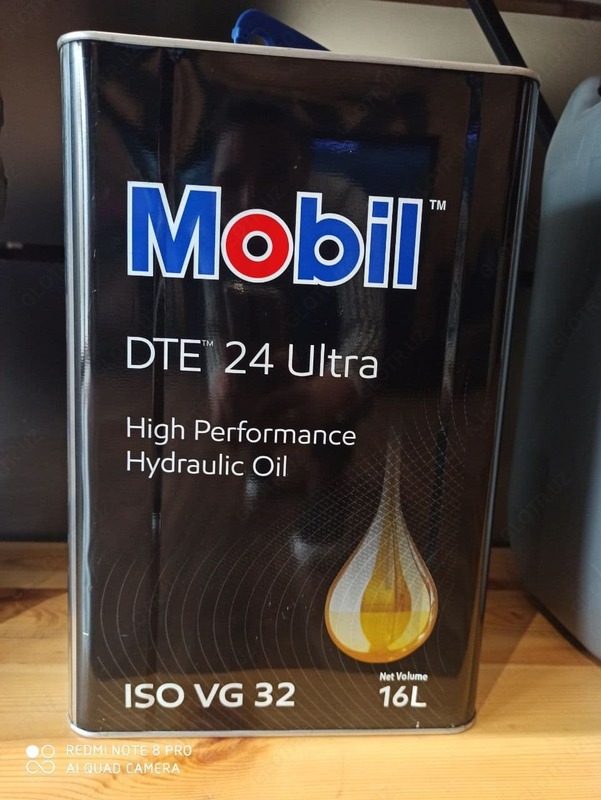 Mobil™
DTE™ 24 Ultra
High Performance
Hydraulic Oil
Net Volume
ISO VG 32
16L
REDMI NOTE 8 PRO
AI QUAD CAMERA